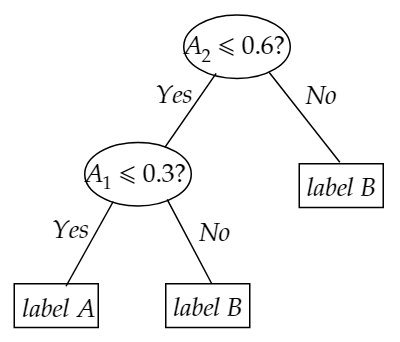 A₂ ⩽ 0.6?
Yes
No
A₁ ⩽ 0.3?
label B
Yes
No
label A
label B